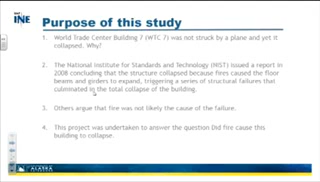 INE
Purpose of this study
1. World Trade Center Building 7 (WTC 7) was not struck by a plane and yet it
collapsed. Why?
2. The National Institute for Standards and Technology (NIST) issued a report in
2008 concluding that the structure collapsed because fires caused the floor
beams and girders to expand, triggering a series of structural failures that
culminated in the total collapse of the building.
3. Others argue that fire was not likely the cause of the failure.
4. This project was undertaken to answer the question Did fire cause this
building to collapse.
ALASKA